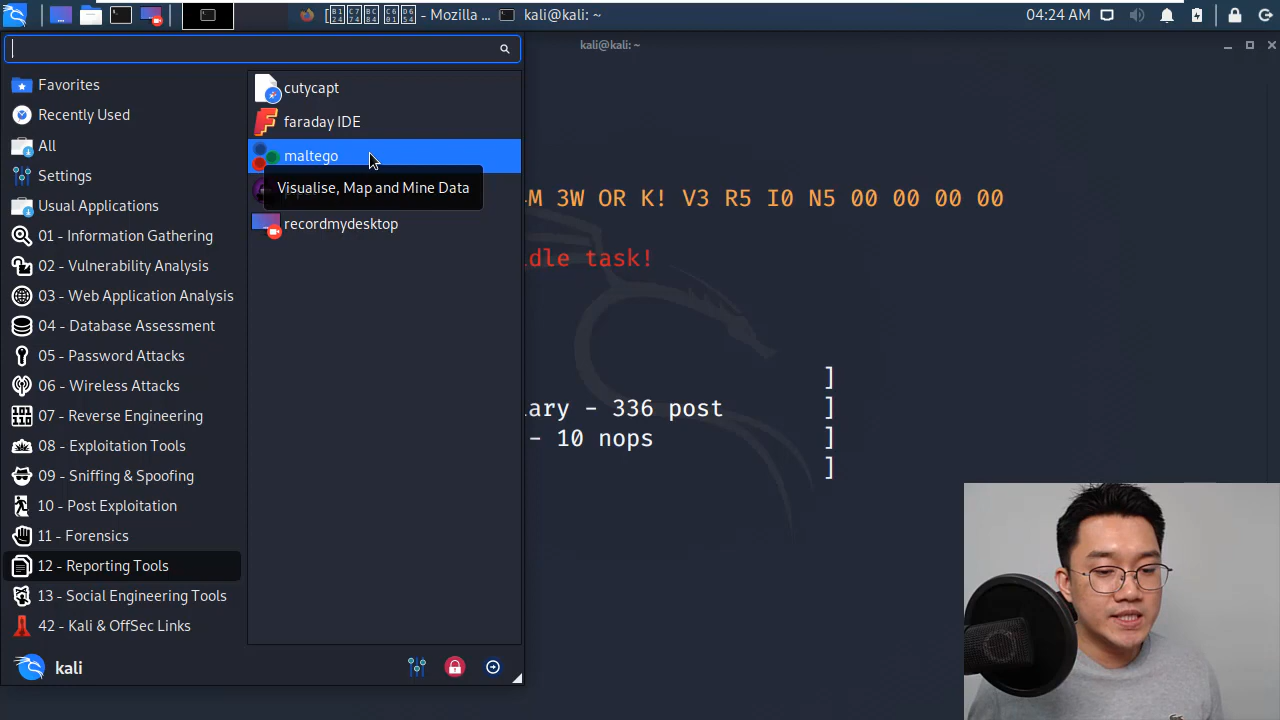 - Mozilla ...
kali@kali: ~
04:24 AM
kali@kali: ~
Favorites
Recently Used
All
Settings
Usual Applications
01 - Information Gathering
02 - Vulnerability Analysis
03 - Web Application Analysis
04 - Database Assessment
05 - Password Attacks
06 - Wireless Attacks
07 - Reverse Engineering
08 - Exploitation Tools
09 - Sniffing & Spoofing
10 - Post Exploitation
11 - Forensics
12 - Reporting Tools
13 - Social Engineering Tools
42 - Kali & OffSec Links
cutycapt
faraday IDE
maltego
Visualise, Map and Mine Data
recordmydesktop
M 3W OR K! V3 R5 I0 N5 00 00 00 00
dle task!
]
ary - 336 post ]
- 10 nops ]
]
kali